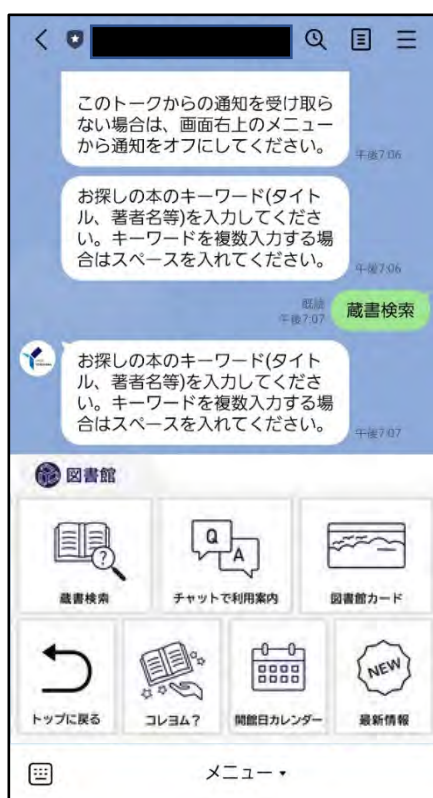 このトークからの通知を受け取ら
ない場合は、画面右上のメニュー
から通知をオフにしてください。
午後7:06
お探しの本のキーワード(タイト
ル、著者名等)を入力してくださ
い。キーワードを複数入力する場
合はスペースを入れてください。
午後7:06
既読
午後7:07
蔵書検索
お探しの本のキーワード(タイト
ル、著者名等)を入力してくださ
い。キーワードを複数入力する場
合はスペースを入れてください。
午後7:07
図書館
Q
A
蔵書検索
チャットで利用案内
図書館カード
NEW
トップに戻る
コレヨム?
開館日カレンダー
最新情報
メニュー